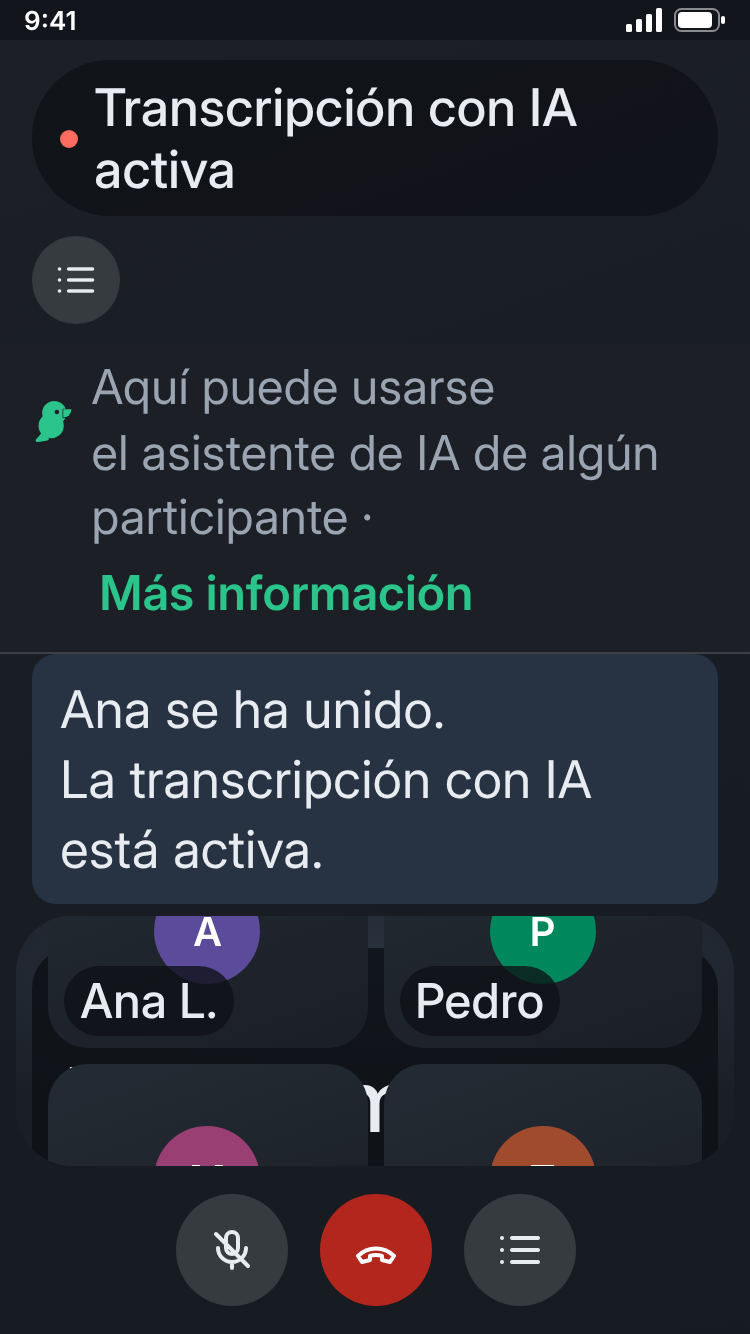 9:41
Transcripción con IA
activa
Aquí puede usarse
el asistente de IA de algún
participante ·
Más información
Ana se ha unido.
La transcripción con IA
está activa.
A
P
Ana L.
Pedro